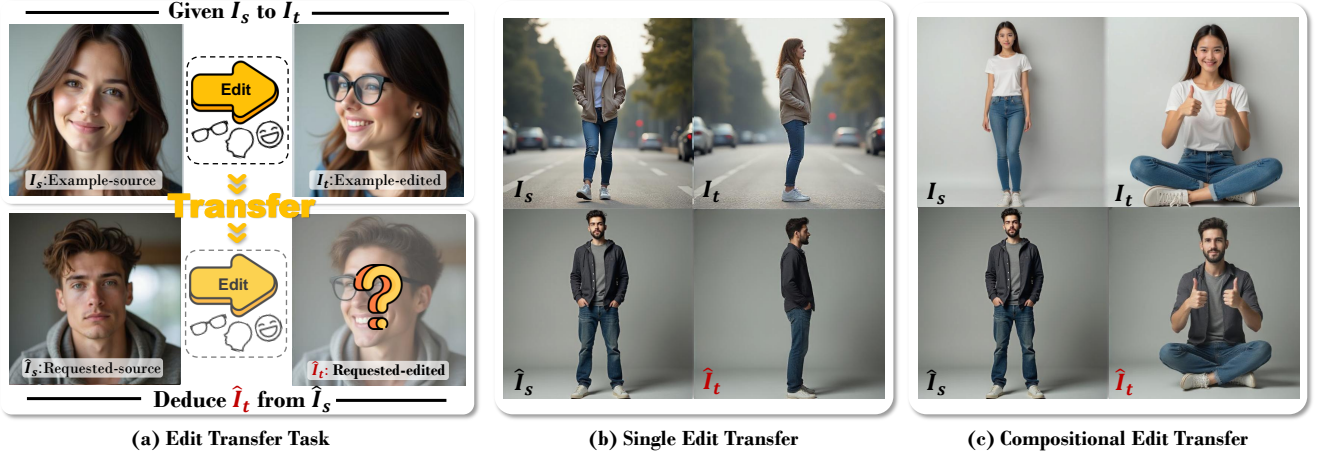 Given I_s to I_t
Edit
I_s:Example-source
I_t:Example-edited
Transfer
Edit
Î_s:Requested-source
Î_t: Requested-edited
Deduce Î_t from Î_s
(a) Edit Transfer Task
I_s
I_t
Î_s
Î_t
(b) Single Edit Transfer
I_s
I_t
Î_s
Î_t
(c) Compositional Edit Transfer